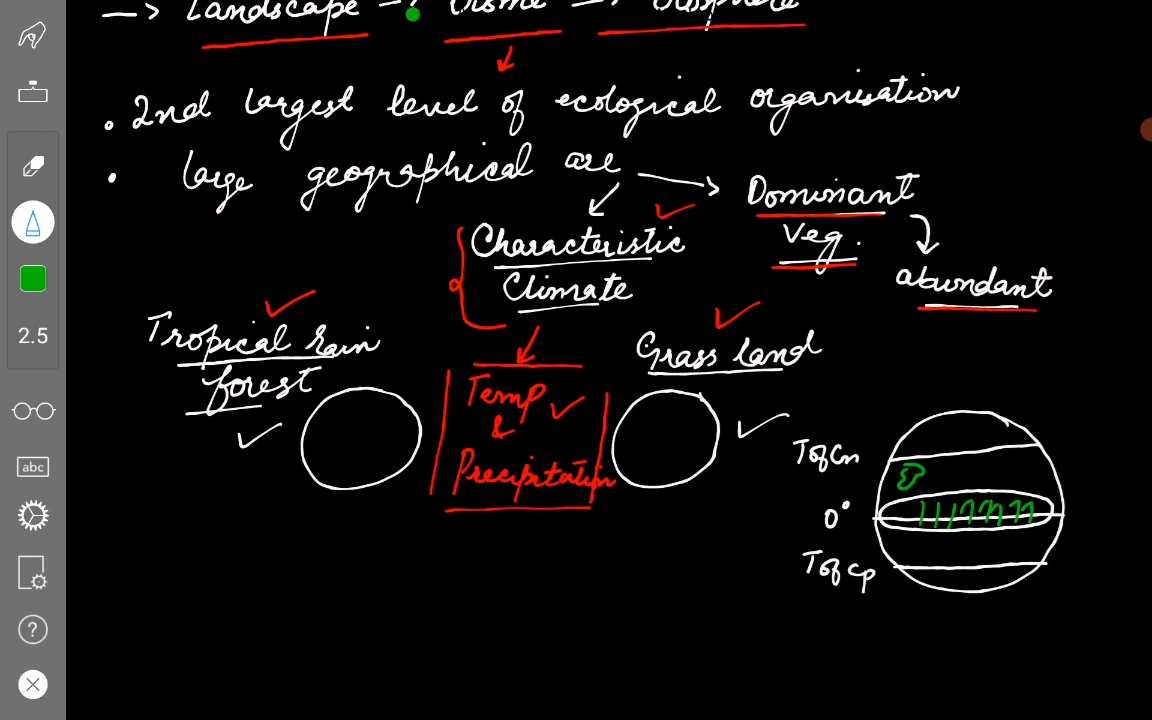 —> Landscape -> Biome -> Biosphere
. 2nd largest level of ecological organisation
. large geographical are
Dominant
Veg.
abundant
Characteristic
Climate
Tropical rain
forest
Grass land
Temp
&
Precipitation
T of Cn
0°
T of Cp
2.5
abc
?